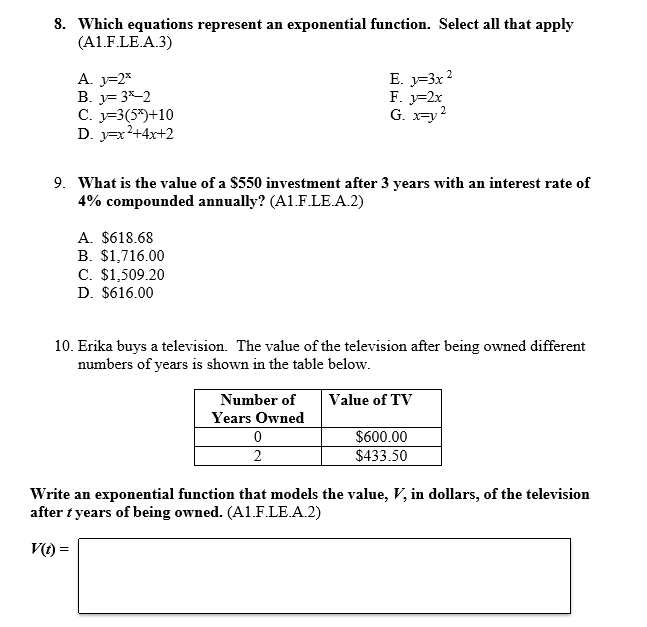 8. Which equations represent an exponential function. Select all that apply
(A1.F.LE.A.3)
A. y=2ˣ
B. y= 3ˣ–2
C. y=3(5ˣ)+10
D. y=x²+4x+2
E. y=3x ²
F. y=2x
G. x=y ²
9. What is the value of a $550 investment after 3 years with an interest rate of
4% compounded annually? (A1.F.LE.A.2)
A. $618.68
B. $1,716.00
C. $1,509.20
D. $616.00
10. Erika buys a television. The value of the television after being owned different
numbers of years is shown in the table below.
Number of Years Owned Value of TV
0 $600.00
2 $433.50
Write an exponential function that models the value, V, in dollars, of the television
after t years of being owned. (A1.F.LE.A.2)
V(t) =